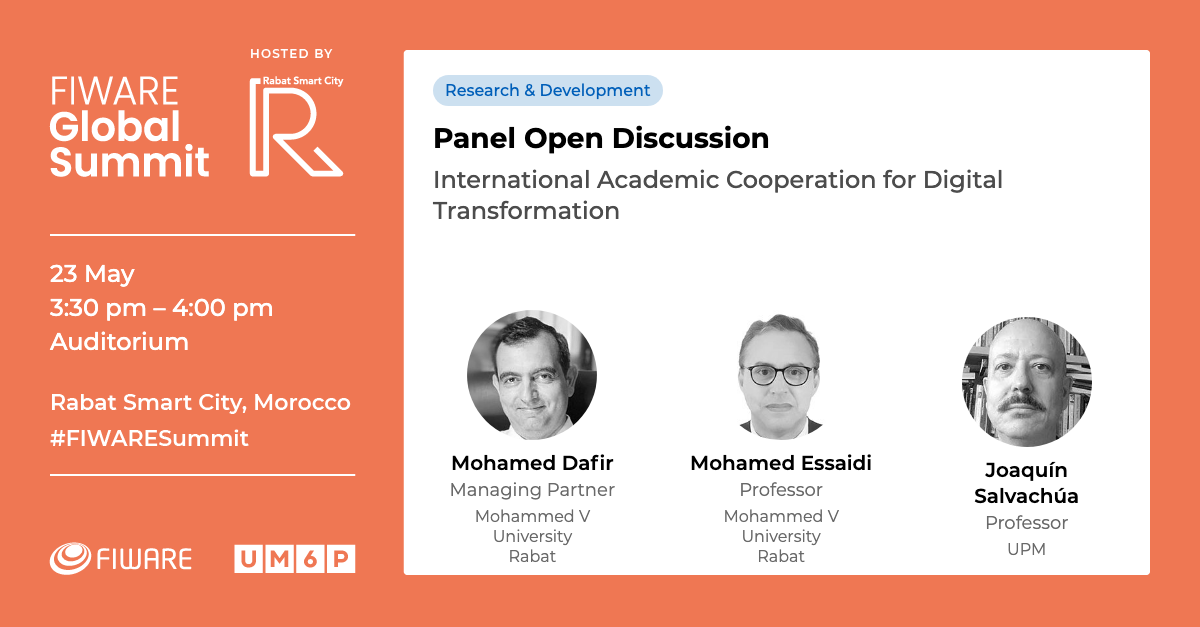 HOSTED BY
FIWARE
Global
Summit
Rabat Smart City
R
23 May
3:30 pm – 4:00 pm
Auditorium
Rabat Smart City, Morocco
#FIWARESummit
FIWARE
UM6P
Research & Development
Panel Open Discussion
International Academic Cooperation for Digital
Transformation
Mohamed Dafir
Managing Partner
Mohammed V
University
Rabat
Mohamed Essaidi
Professor
Mohammed V
University
Rabat
Joaquín
Salvachúa
Professor
UPM